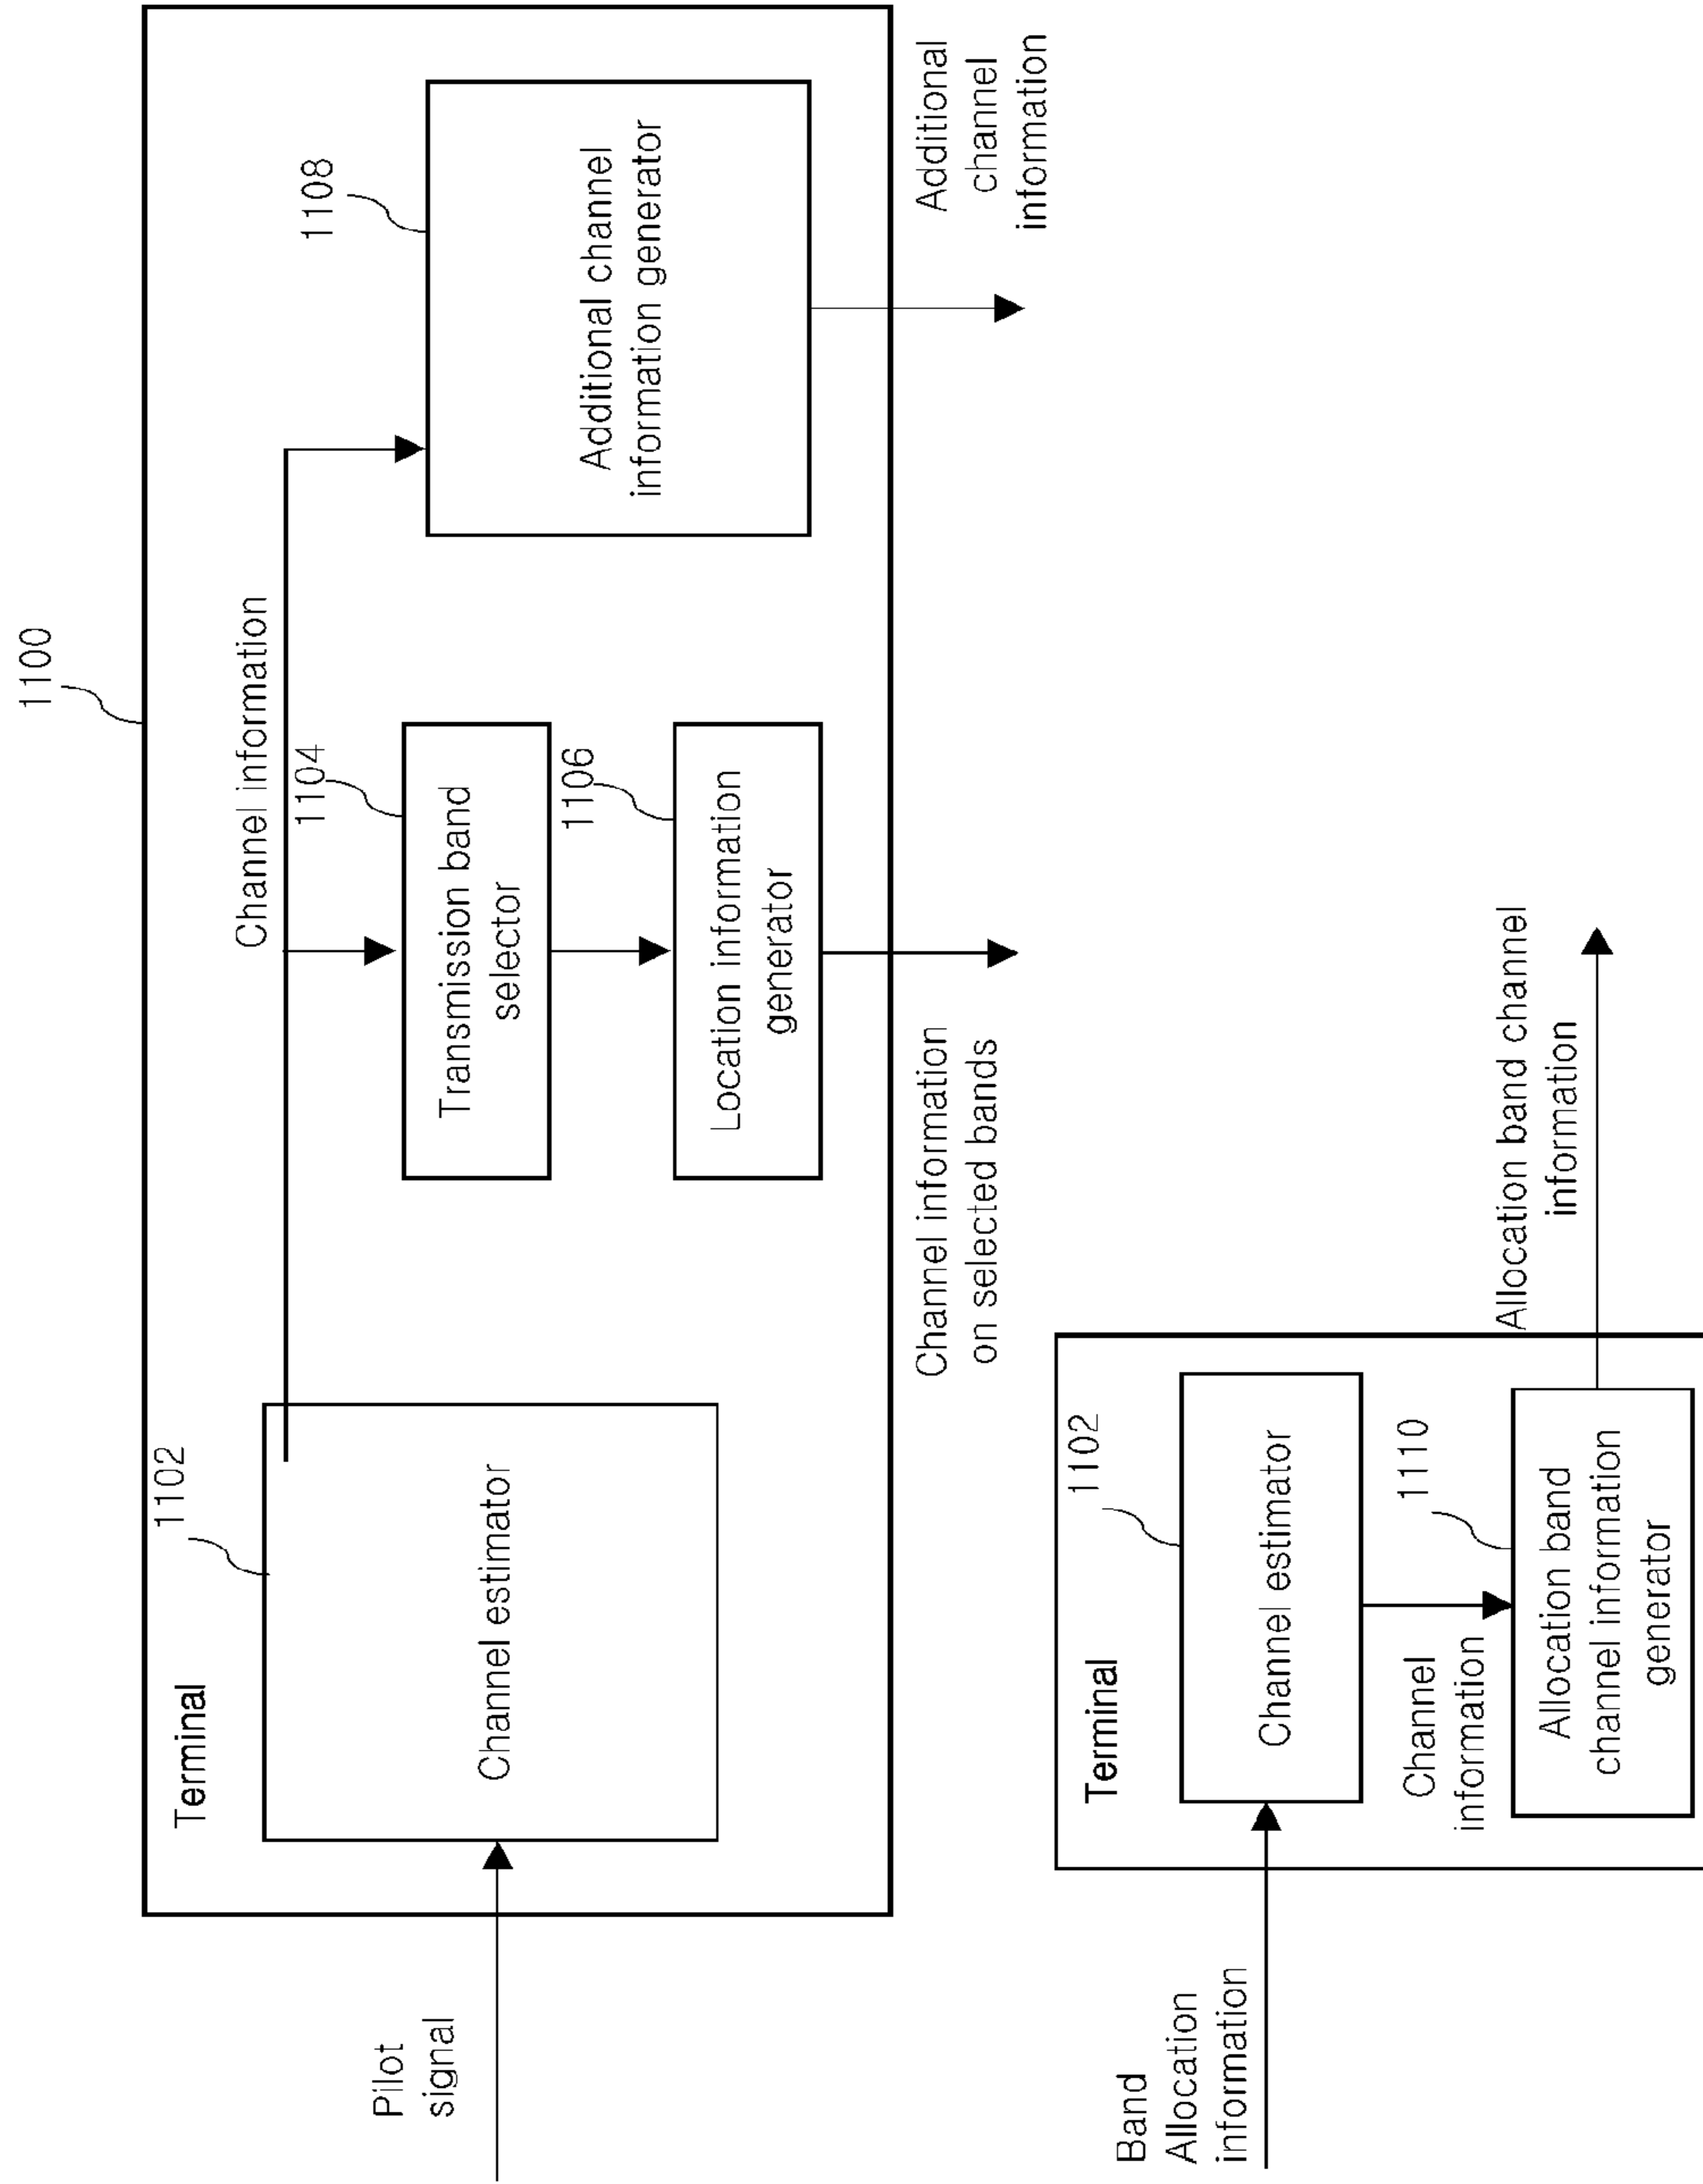 1100
Terminal
1102
Channel information
1108
Pilot
signal
Channel estimator
1104
Transmission band
selector
1106
Location information
generator
Additional channel
information generator
Channel information
on selected bands
Additional
channel
information
Terminal
1102
Band
Allocation
information
Channel estimator
Channel
information
1110
Allocation band
channel information
generator
Allocation band channel
information